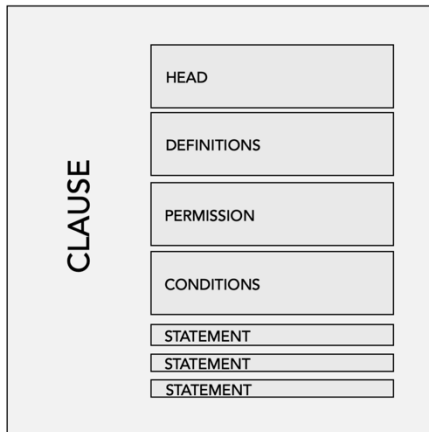 CLAUSE
HEAD
DEFINITIONS
PERMISSION
CONDITIONS
STATEMENT
STATEMENT
STATEMENT